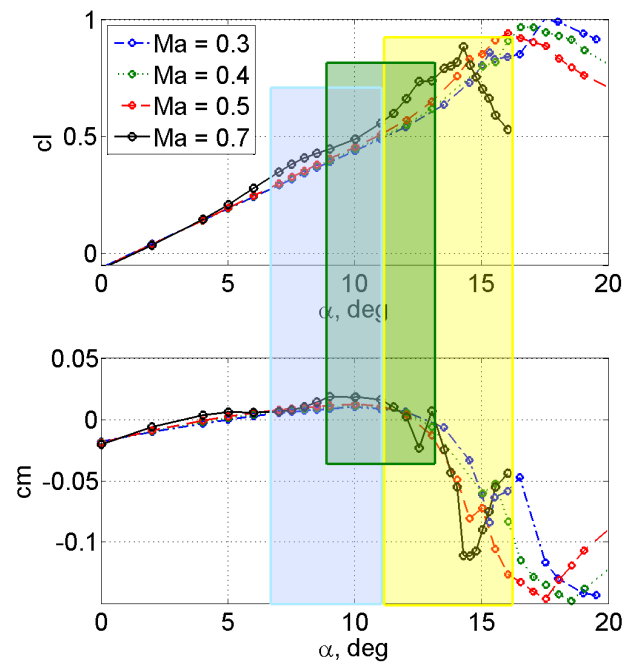 1
Ma = 0.3
Ma = 0.4
Ma = 0.5
Ma = 0.7
cl
0.5
0
0 5 10 15 20
α, deg
0.05
0
cm
-0.05
-0.1
0 5 10 15 20
α, deg